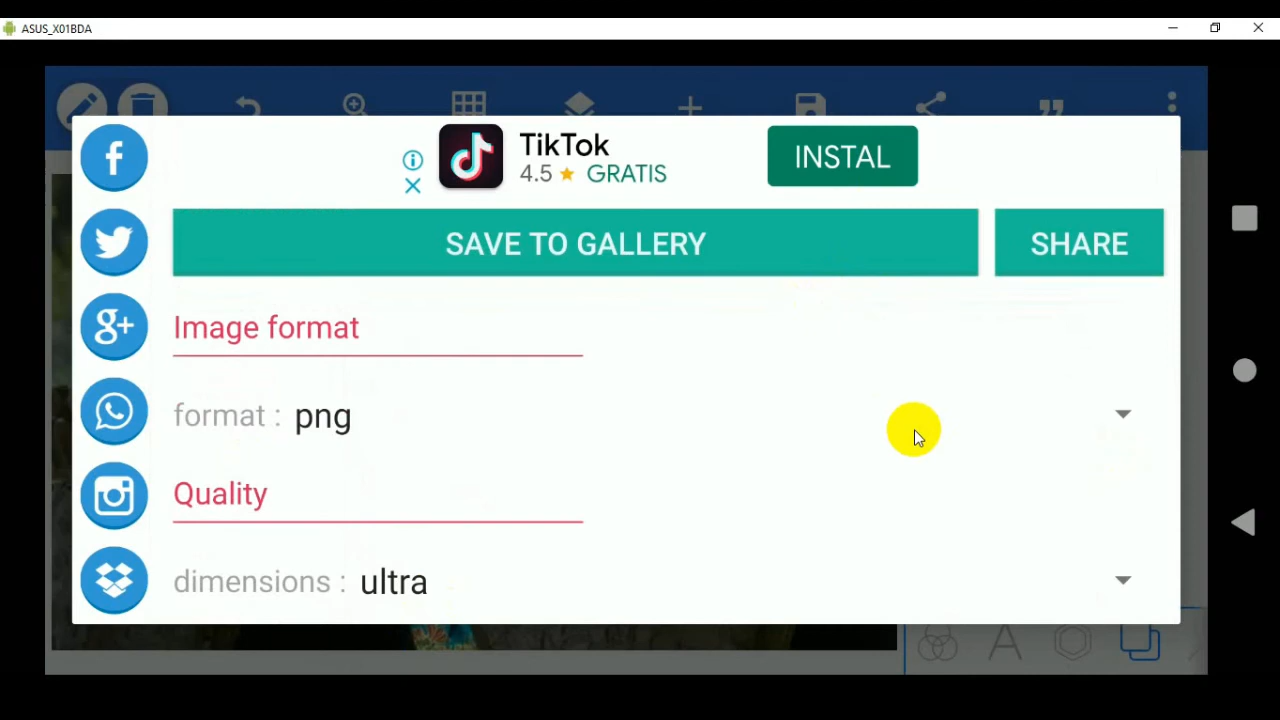 ASUS_X01BDA
TikTok
4.5 ★ GRATIS
INSTAL
SAVE TO GALLERY
SHARE
Image format
format : png
Quality
dimensions : ultra